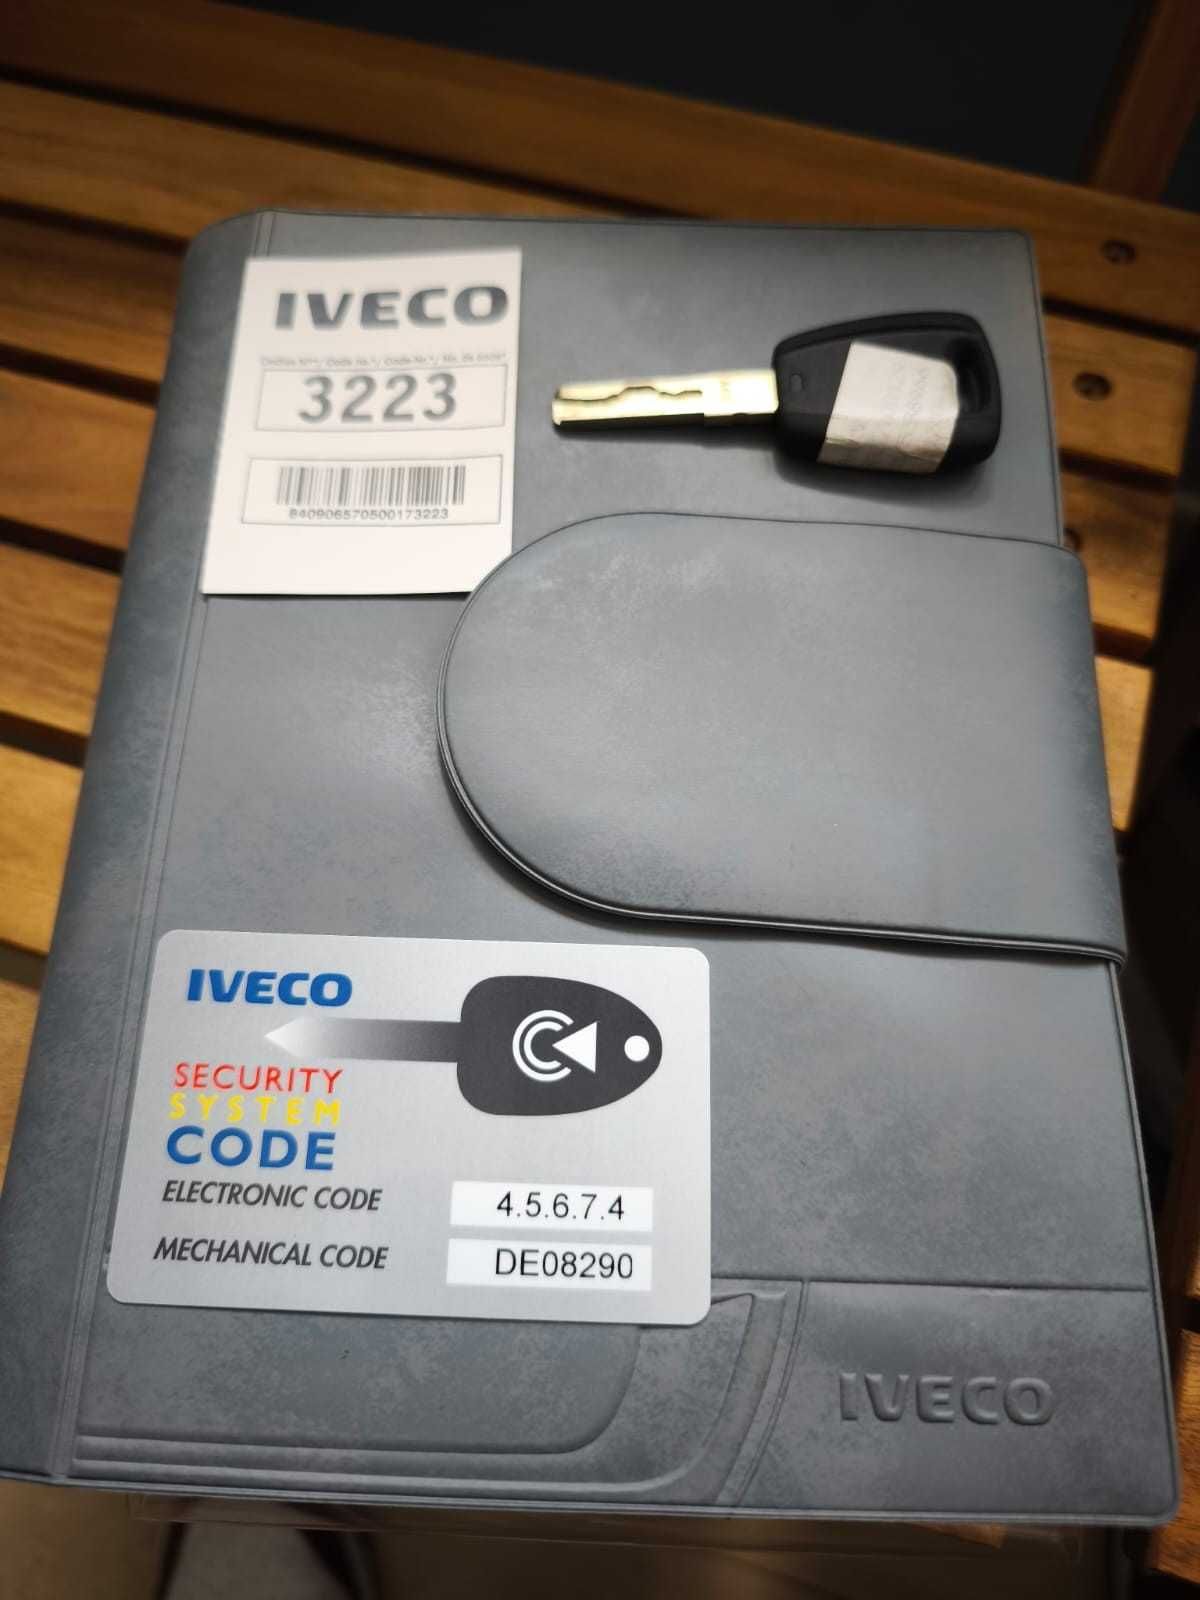 IVECO
3223
840906570500173223
IVECO
SECURITY
SYSTEM
CODE
ELECTRONIC CODE 4.5.6.7.4
MECHANICAL CODE DE08290
IVECO